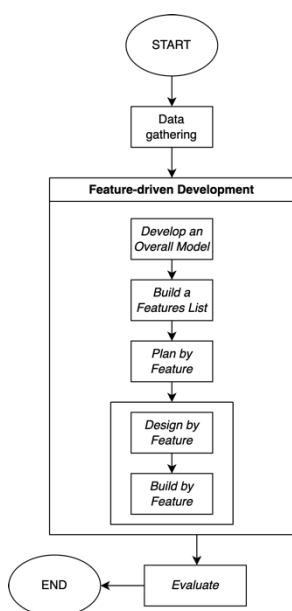 START
Data
gathering
Feature-driven Development
Develop an
Overall Model
Build a
Features List
Plan by
Feature
Design by
Feature
Build by
Feature
END
Evaluate